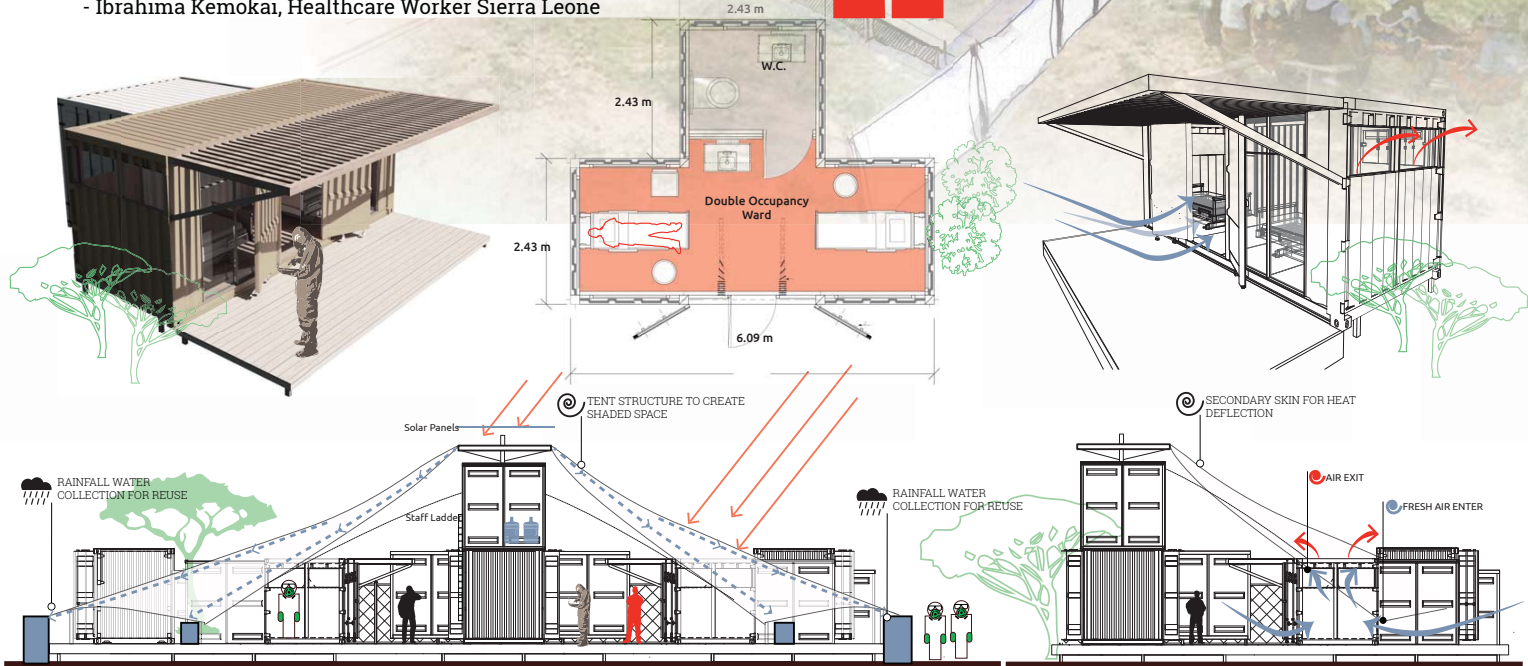 - Ibrahima Kemokai, Healthcare Worker Sierra Leone
2.43 m
W.C.
2.43 m
Double Occupancy
Ward
2.43 m
6.09 m
TENT STRUCTURE TO CREATE
SHADED SPACE
SECONDARY SKIN FOR HEAT
DEFLECTION
Solar Panels
RAINFALL WATER
COLLECTION FOR REUSE
Staff Ladder
RAINFALL WATER
COLLECTION FOR REUSE
AIR EXIT
FRESH AIR ENTER